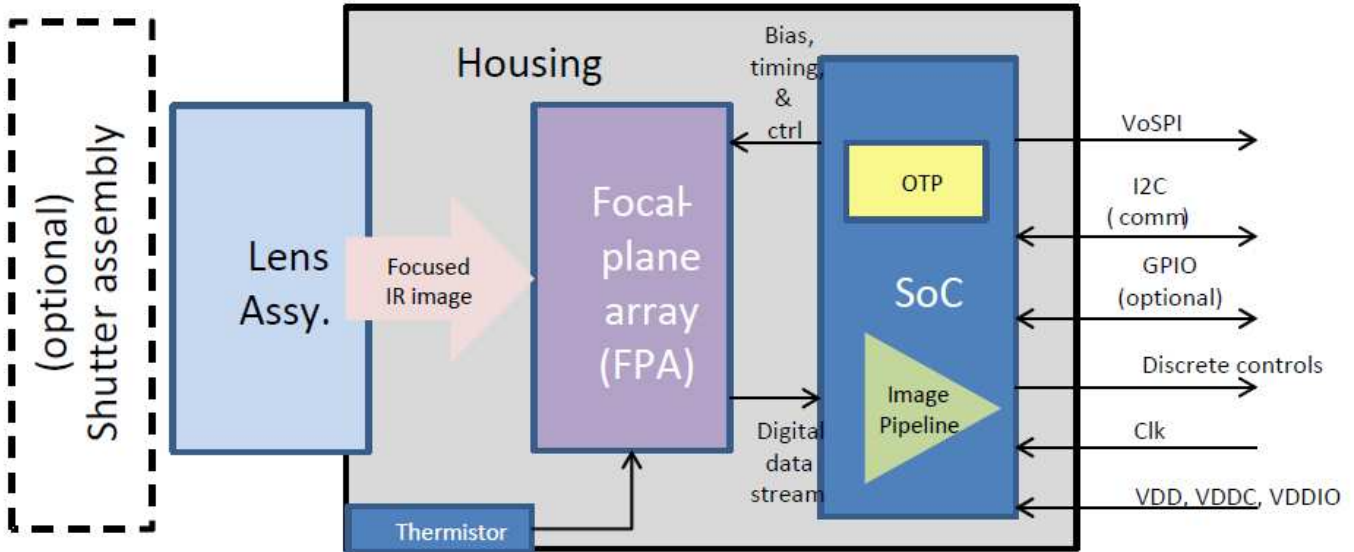 (optional)
Shutter assembly
Housing
Lens
Assy.
Focused
IR image
Focal-
plane
array
(FPA)
Thermistor
Bias,
timing,
&
ctrl
Digital
data
stream
OTP
SoC
Image
Pipeline
VoSPI
I2C
( comm)
GPIO
(optional)
Discrete controls
Clk
VDD, VDDC, VDDIO